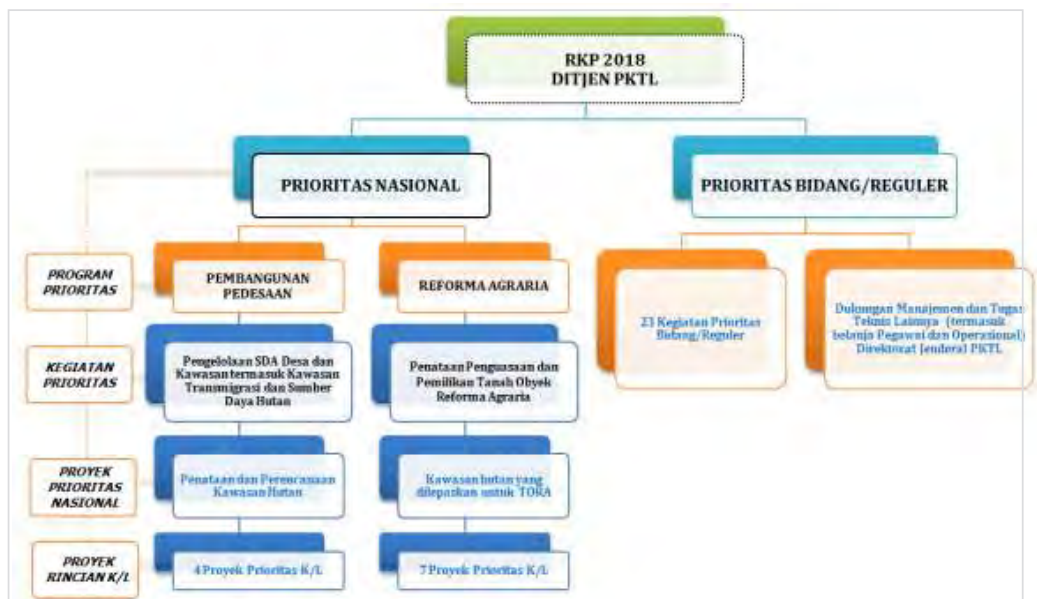 RKP 2018
DITJEN PKTL
PRIORITAS NASIONAL
PRIORITAS BIDANG/REGULER
PROGRAM
PRIORITAS
PEMBANGUNAN
PEDESAAN
REFORMA AGRARIA
23 Kegiatan Prioritas
Bidang/Reguler
Dukungan Manajemen dan Tugas
Teknis Lainnya (termasuk
belanja Pegawai dan Operasional)
Direktorat Jenderal PKTL
KEGIATAN
PRIORITAS
Pengelolaan SDA Desa dan
Kawasan termasuk Kawasan
Transmigrasi dan Sumber
Daya Hutan
Penataan Penguasaan dan
Pemilikan Tanah Obyek
Reforma Agraria
PROYEK
PRIORITAS
NASIONAL
Penataan dan Perencanaan
Kawasan Hutan
Kawasan hutan yang
dilepaskan untuk TORA
PROYEK
RINCIAN K/L
4 Proyek Prioritas K/L
7 Proyek Prioritas K/L